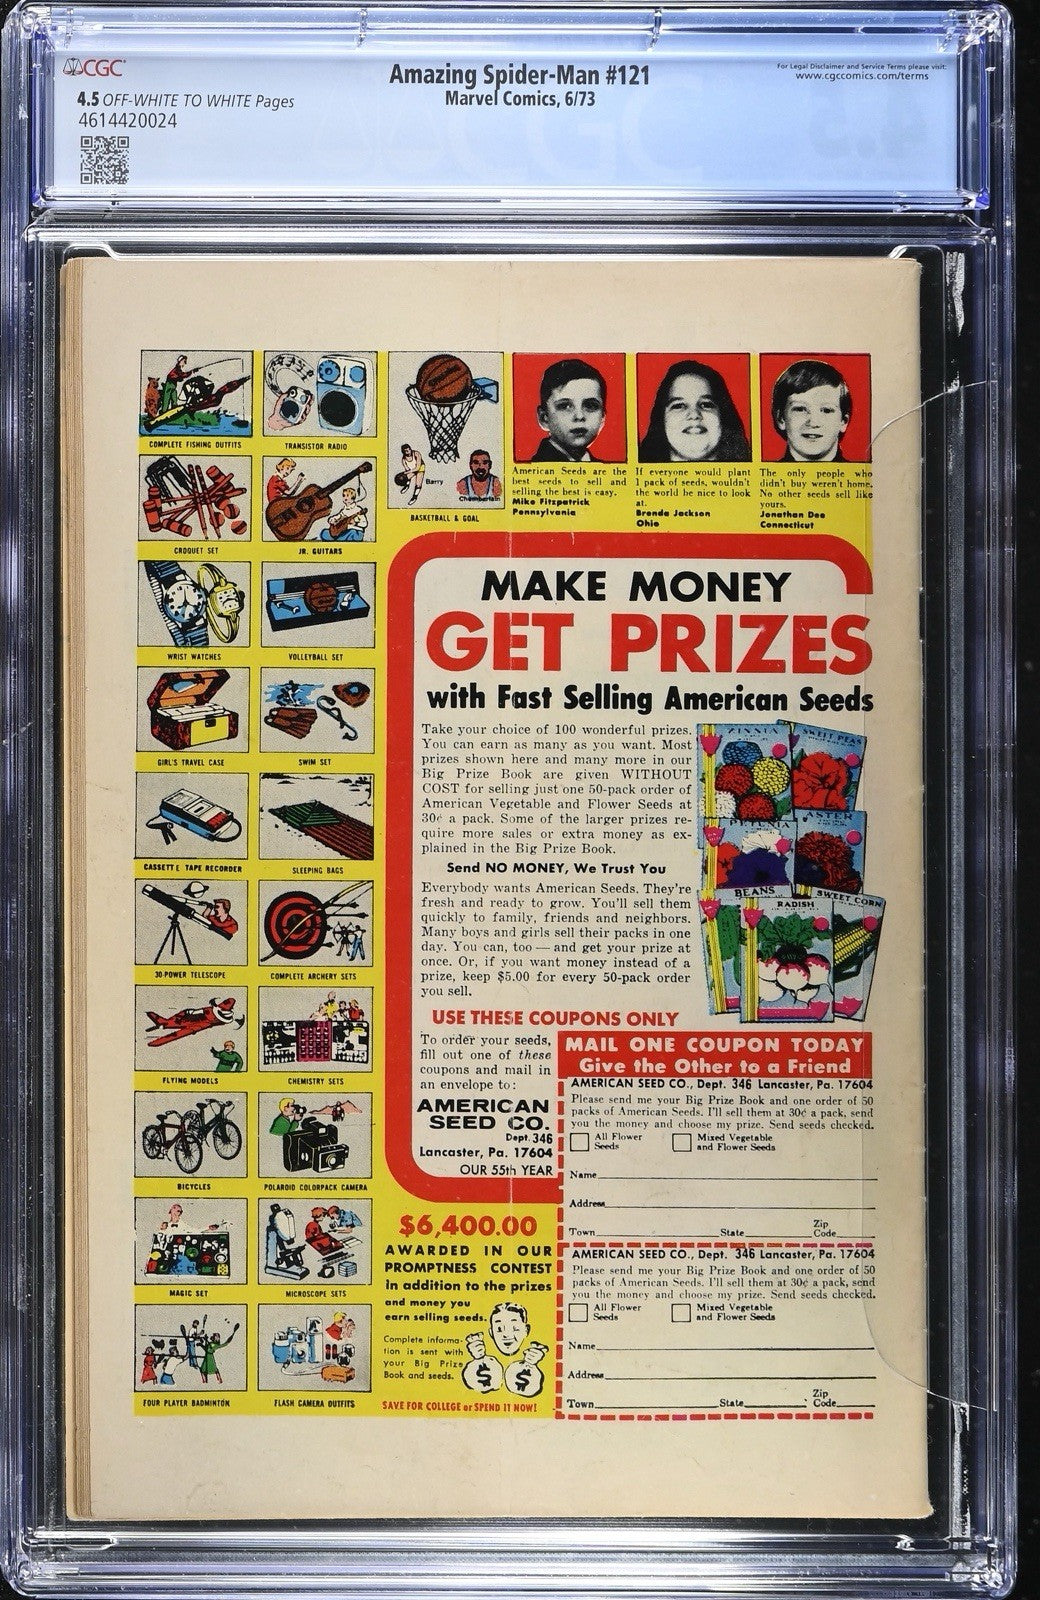 CGC
Amazing Spider-Man #121
For Legal Disclaimer and Service Terms please visit:
www.cgccomics.com/terms
4.5 OFF-WHITE TO WHITE Pages
Marvel Comics, 6/73
4614420024
COMPLETE FISHING OUTFITS
TRANSISTOR RADIO
Barry
Chamberlain
BASKETBALL & GOAL
American Seeds are the
best seeds to sell and
selling the best is easy.
Mike Fitzpatrick
Pennsylvania
If everyone would plant
1 pack of seeds, wouldn't
the world be nice to look
at.
Brenda Jackson
Ohio
The only people who
didn't buy weren't home.
No other seeds sell like
yours.
Jonathan Dee
Connecticut
CROQUET SET
JR. GUITARS
WRIST WATCHES
VOLLEYBALL SET
GIRL'S TRAVEL CASE
SWIM SET
CASSETTE TAPE RECORDER
SLEEPING BAGS
30-POWER TELESCOPE
COMPLETE ARCHERY SETS
FLYING MODELS
CHEMISTRY SETS
BICYCLES
POLAROID COLORPACK CAMERA
MAGIC SET
MICROSCOPE SETS
FOUR PLAYER BADMINTON
FLASH CAMERA OUTFITS
MAKE MONEY
GET PRIZES
with Fast Selling American Seeds
Take your choice of 100 wonderful prizes.
You can earn as many as you want. Most
prizes shown here and many more in our
Big Prize Book are given WITHOUT
COST for selling just one 50-pack order of
American Vegetable and Flower Seeds at
30¢ a pack. Some of the larger prizes re-
quire more sales or extra money as ex-
plained in the Big Prize Book.
Send NO MONEY, We Trust You
Everybody wants American Seeds. They're
fresh and ready to grow. You'll sell them
quickly to family, friends and neighbors.
Many boys and girls sell their packs in one
day. You can, too — and get your prize at
once. Or, if you want money instead of a
prize, keep $5.00 for every 50-pack order
you sell.
ZINNIA
SWEET PEAS
PETUNIA
ASTER
BEANS
RADISH
SWEET CORN
USE THESE COUPONS ONLY
To order your seeds,
fill out one of these
coupons and mail in
an envelope to:
AMERICAN
SEED CO.
Dept. 346
Lancaster, Pa. 17604
OUR 55th YEAR
MAIL ONE COUPON TODAY
Give the Other to a Friend
AMERICAN SEED CO., Dept. 346 Lancaster, Pa. 17604
Please send me your Big Prize Book and one order of 50
packs of American Seeds. I'll sell them at 30¢ a pack, send
you the money and choose my prize. Send seeds checked.
All Flower
Seeds
Mixed Vegetable
and Flower Seeds
Name
Address
Town State Zip Code
AMERICAN SEED CO., Dept. 346 Lancaster, Pa. 17604
Please send me your Big Prize Book and one order of 50
packs of American Seeds. I'll sell them at 30¢ a pack, send
you the money and choose my prize. Send seeds checked.
All Flower
Seeds
Mixed Vegetable
and Flower Seeds
Name
Address
Town State Zip Code
$6,400.00
AWARDED IN OUR
PROMPTNESS CONTEST
in addition to the prizes
and money you
earn selling seeds.
Complete informa-
tion is sent with
your Big Prize
Book and seeds.
$ $
SAVE FOR COLLEGE or SPEND IT NOW!